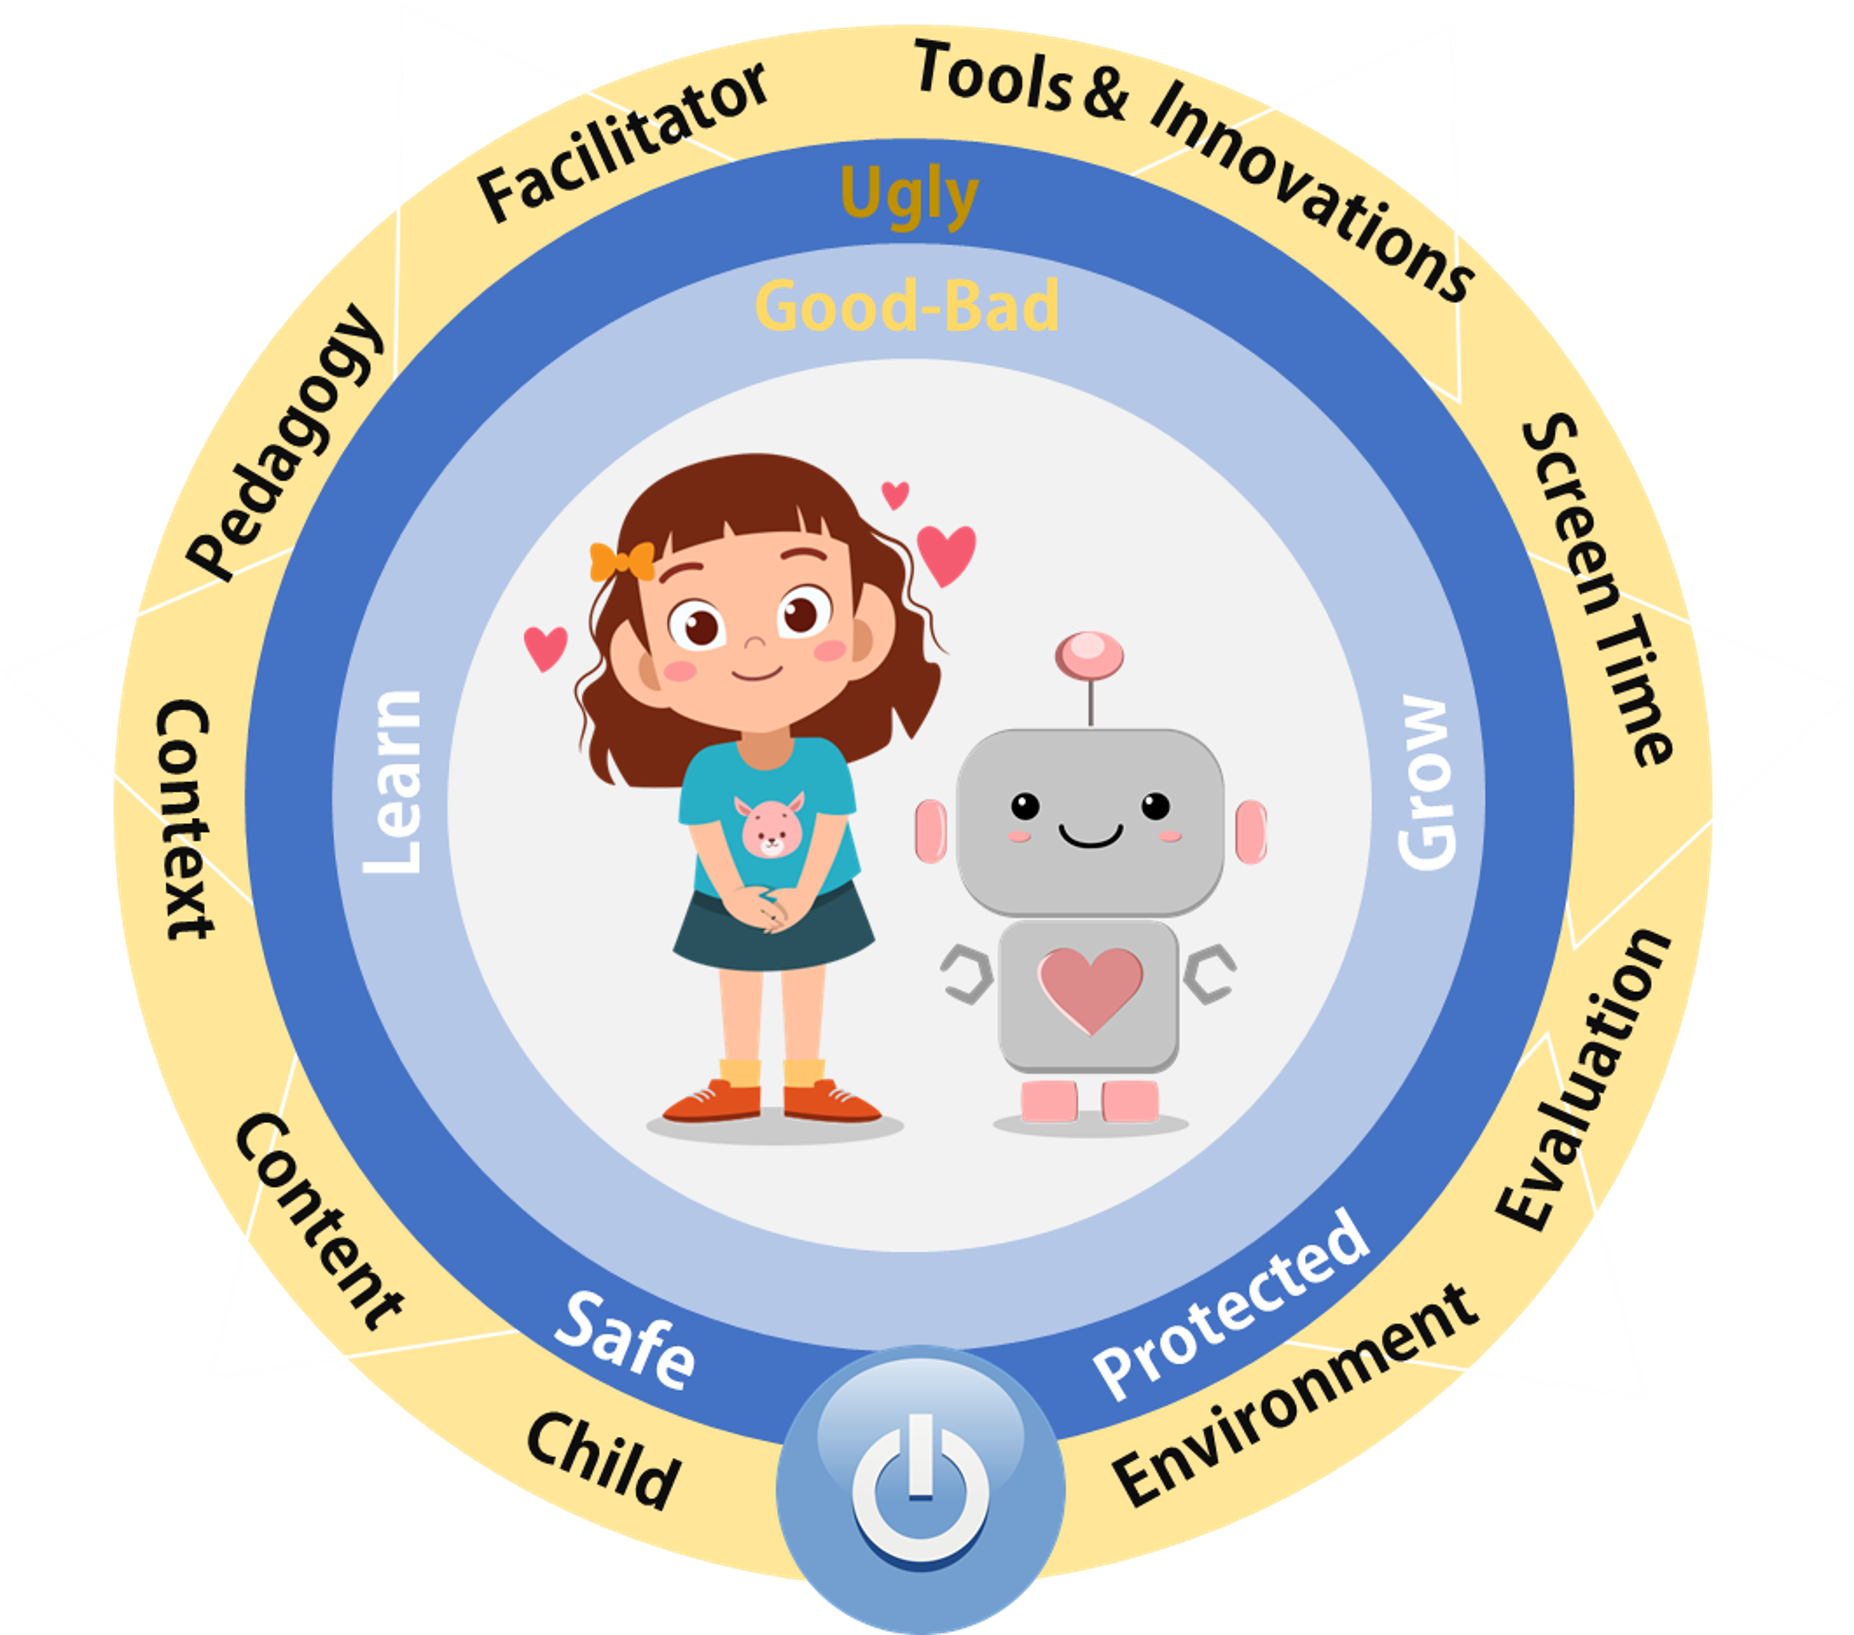 Tools & Innovations
Facilitator
Ugly
Good-Bad
Pedagogy
Screen Time
Learn
Grow
Context
Evaluation
Content
Safe
Protected
Environment
Child